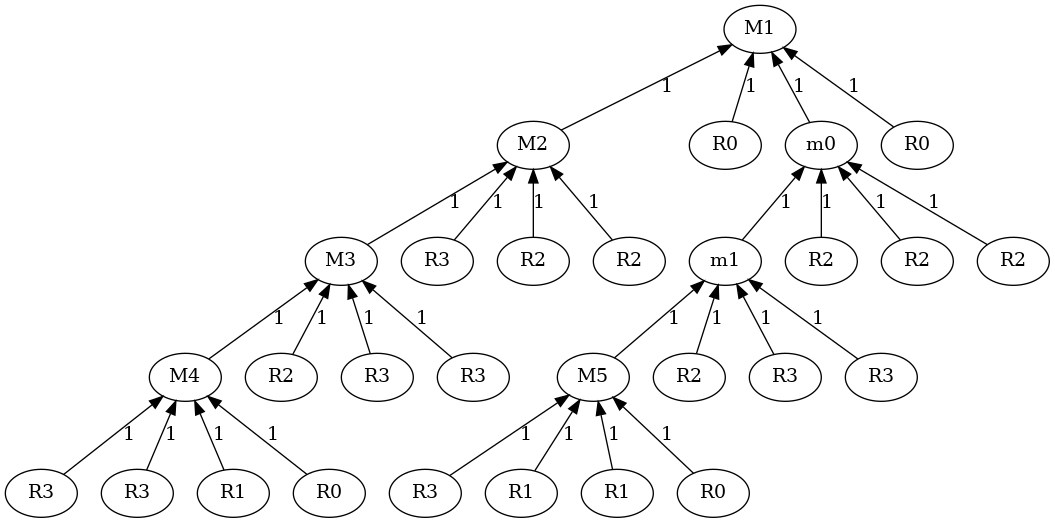 M1
1 1 1 1
M2 R0 m0 R0
1 1 1 1 1 1 1 1
M3 R3 R2 R2 m1 R2 R2 R2
1 1 1 1 1 1 1 1
M4 R2 R3 R3 M5 R2 R3 R3
1 1 1 1 1 1 1 1
R3 R3 R1 R0 R3 R1 R1 R0